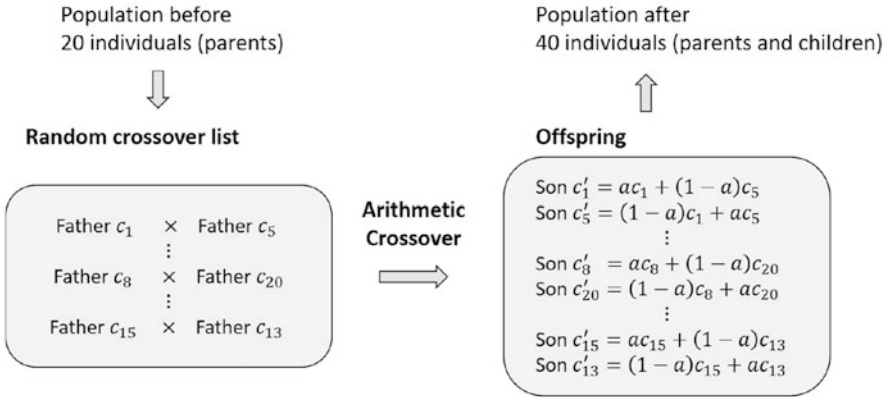 Population before
20 individuals (parents)
Random crossover list
Father c₁ × Father c₅
⋮
Father c₈ × Father c₂₀
⋮
Father c₁₅ × Father c₁₃
Arithmetic
Crossover
Population after
40 individuals (parents and children)
Offspring
Son c′₁ = ac₁ + (1 − a)c₅
Son c′₅ = (1 − a)c₁ + ac₅
⋮
Son c′₈ = ac₈ + (1 − a)c₂₀
Son c′₂₀ = (1 − a)c₈ + ac₂₀
⋮
Son c′₁₅ = ac₁₅ + (1 − a)c₁₃
Son c′₁₃ = (1 − a)c₁₅ + ac₁₃